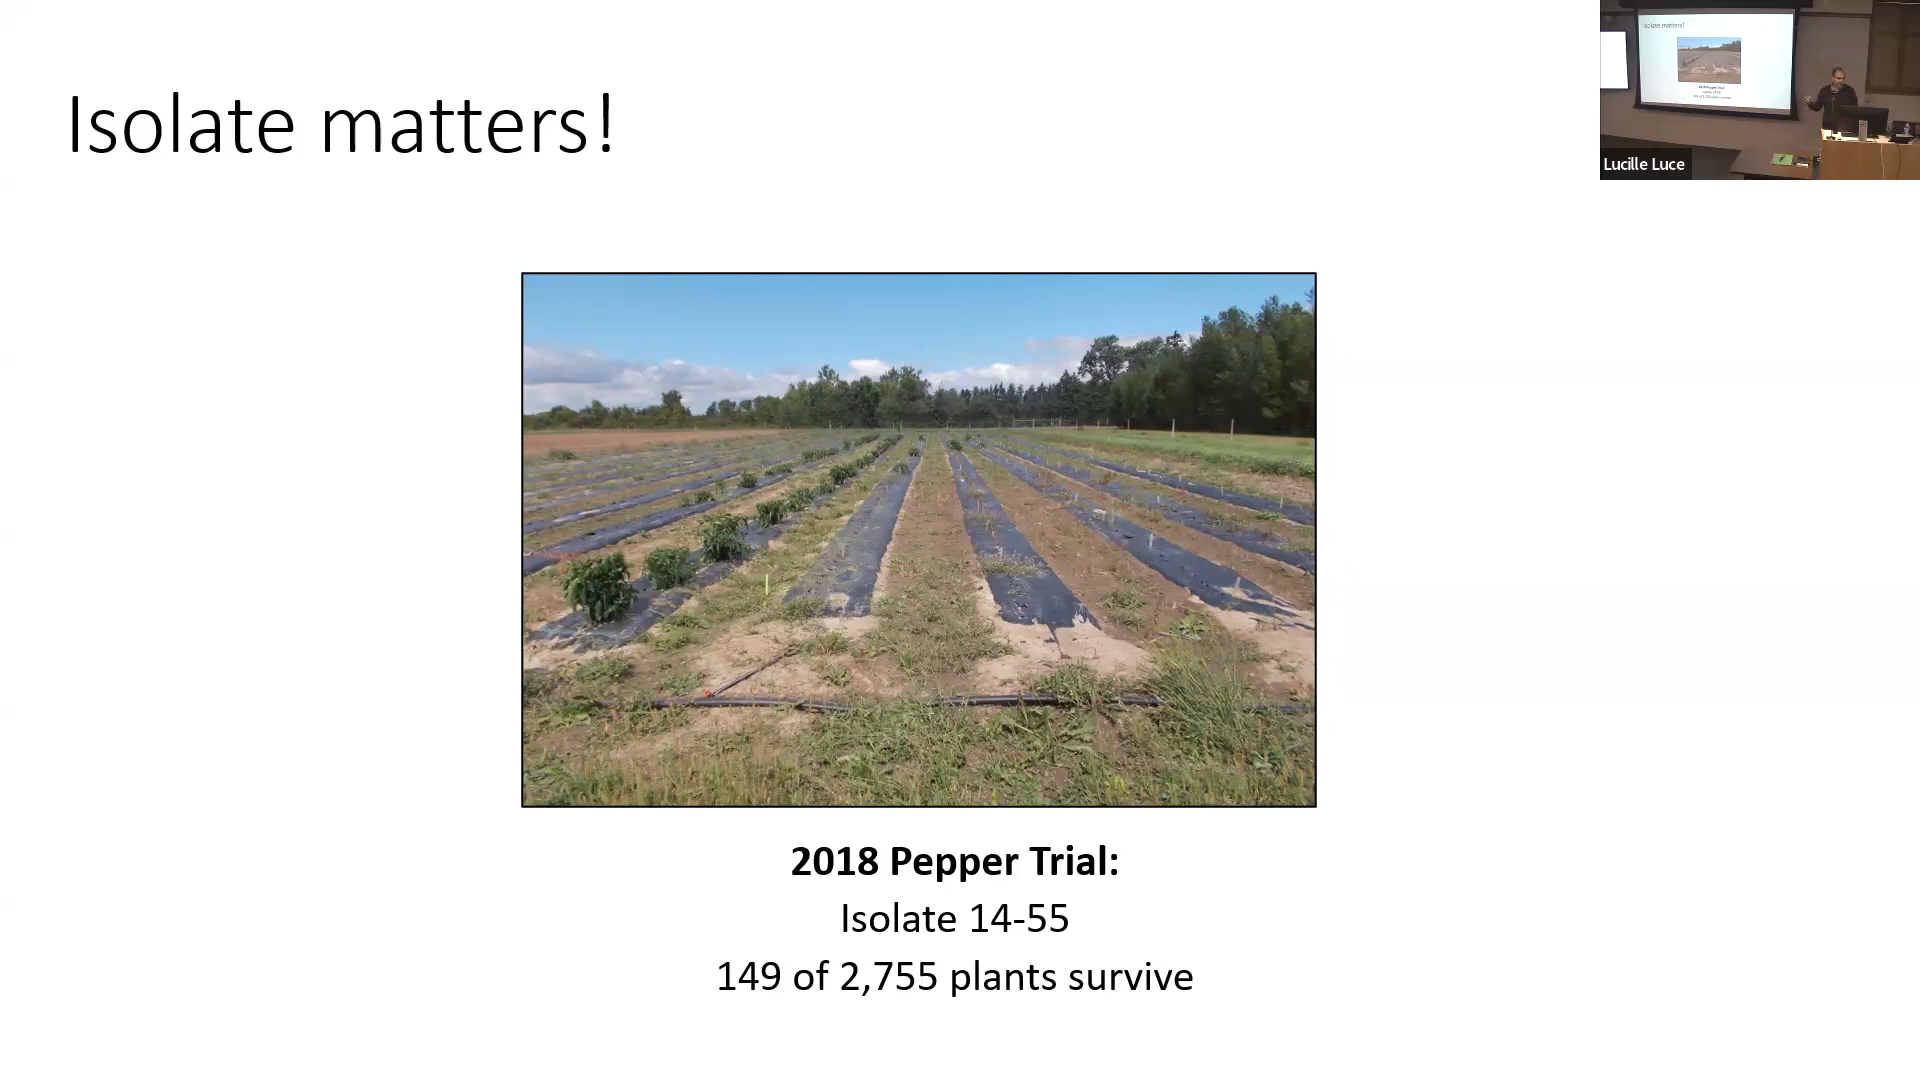 Isolate matters!
Lucille Luce
2018 Pepper Trial:
Isolate 14-55
149 of 2,755 plants survive